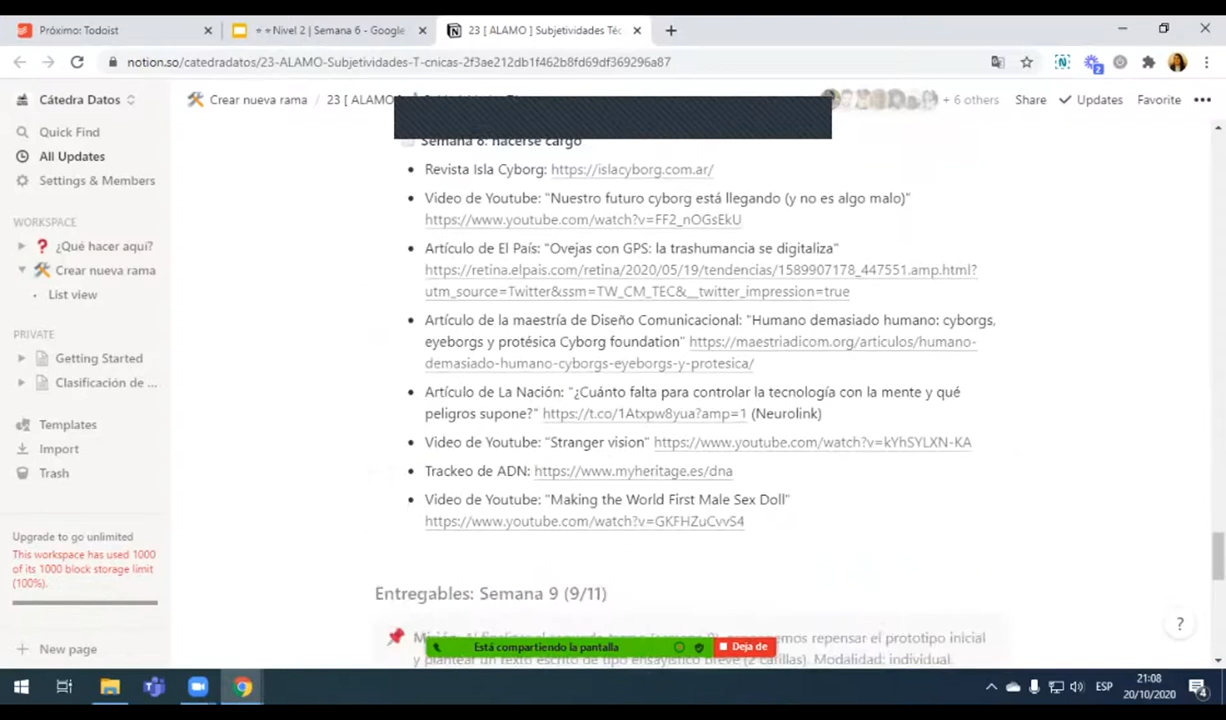 Próximo: Todoist
Nivel 2 | Semana 6 - Google
23 [ ALAMO ] Subjetividades Téc
notion.so/catedradatos/23-ALAMO-Subjetividades-T-cnicas-2f3ae212db1f462b8fd69df369296a87
2
Cátedra Datos
Crear nueva rama / 23 [ ALAMO
+ 6 others
Share
Updates
Favorite
Quick Find
All Updates
Settings & Members
WORKSPACE
¿Qué hacer aquí?
Crear nueva rama
List view
PRIVATE
Getting Started
Clasificación de ...
Templates
Import
Trash
Upgrade to go unlimited
This workspace has used 1000
of its 1000 block storage limit
(100%).
New page
hacerse cargo
• Revista Isla Cyborg: https://islacyborg.com.ar/
• Video de Youtube: "Nuestro futuro cyborg está llegando (y no es algo malo)"
https://www.youtube.com/watch?v=FF2_nOGsEkU
• Artículo de El País: "Ovejas con GPS: la trashumancia se digitaliza"
https://retina.elpais.com/retina/2020/05/19/tendencias/1589907178_447551.amp.html?
utm_source=Twitter&ssm=TW_CM_TEC&__twitter_impression=true
• Artículo de la maestría de Diseño Comunicacional: "Humano demasiado humano: cyborgs,
eyeborgs y protésica Cyborg foundation" https://maestriadicom.org/articulos/humano-
demasiado-humano-cyborgs-eyeborgs-y-protesica/
• Artículo de La Nación: "¿Cuánto falta para controlar la tecnología con la mente y qué
peligros supone?" https://t.co/1Atxpw8yua?amp=1 (Neurolink)
• Video de Youtube: "Stranger vision" https://www.youtube.com/watch?v=kYhSYLXN-KA
• Trackeo de ADN: https://www.myheritage.es/dna
• Video de Youtube: "Making the World First Male Sex Doll"
https://www.youtube.com/watch?v=GKFHZuCvvS4
Entregables: Semana 9 (9/11)
repensar el prototipo inicial
y plantear un texto escrito de tipo ensayístico breve (2 carillas). Modalidad: individual.
Está compartiendo la pantalla
Deja de
?
ESP
21:08
20/10/2020
4